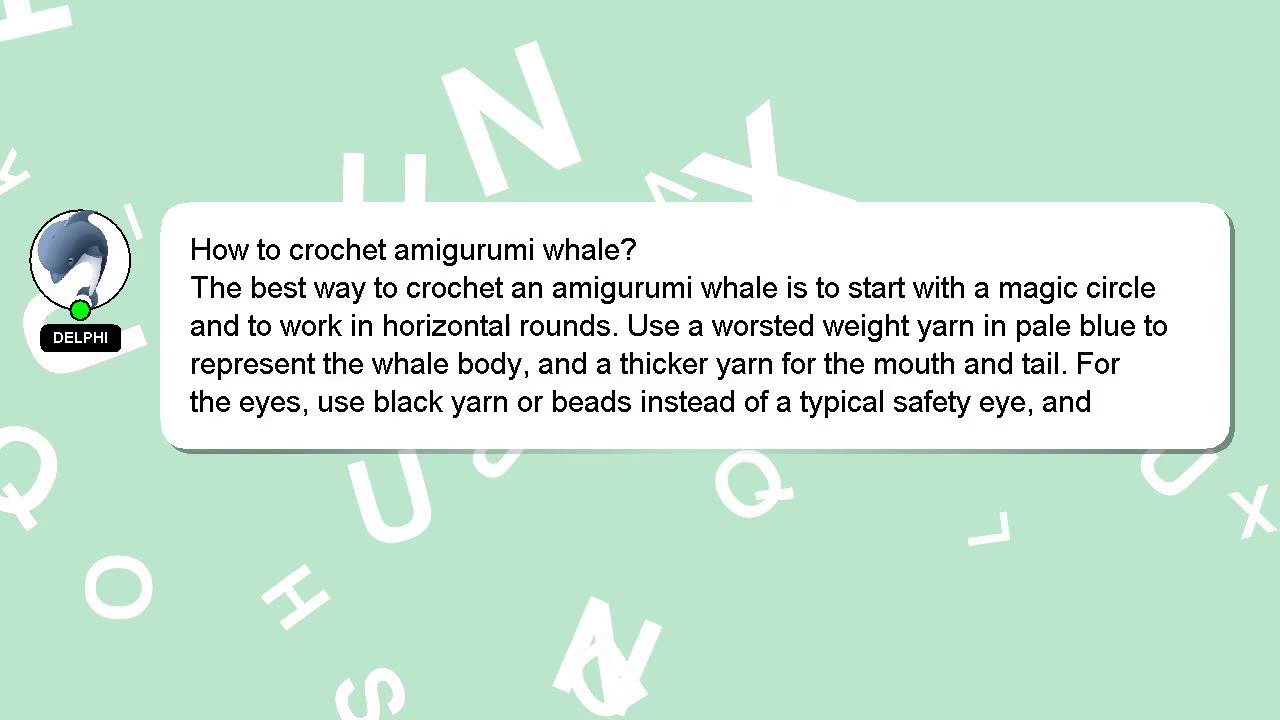 How to crochet amigurumi whale?
The best way to crochet an amigurumi whale is to start with a magic circle
and to work in horizontal rounds. Use a worsted weight yarn in pale blue to
represent the whale body, and a thicker yarn for the mouth and tail. For
the eyes, use black yarn or beads instead of a typical safety eye, and
DELPHI